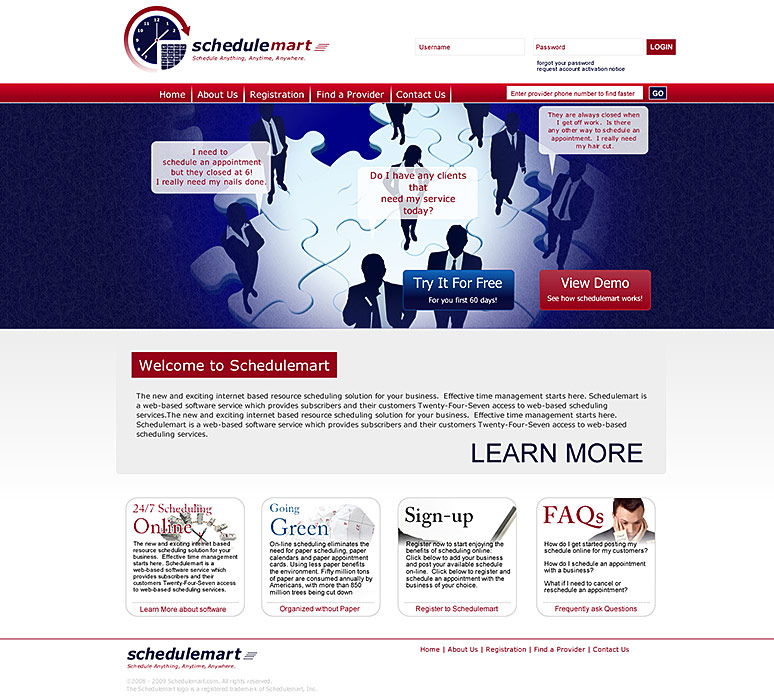 12
schedulemart
Schedule Anything, Anytime, Anywhere.
Username
Password
LOGIN
forgot your password
request account activation notice
Home About Us Registration Find a Provider Contact Us
Enter provider phone number to find faster GO
They are always closed when
I get off work. Is there
any other way to schedule an
appointment. I really need
my hair cut.
I need to
schedule an appointment
but they closed at 6!
I really need my nails done.
Do I have any clients
that
need my service
today?
Try It For Free
For you first 60 days!
View Demo
See how schedulemart works!
Welcome to Schedulemart
The new and exciting internet based resource scheduling solution for your business. Effective time management starts here. Schedulemart is
a web-based software service which provides subscribers and their customers Twenty-Four-Seven access to web-based scheduling
services.The new and exciting internet based resource scheduling solution for your business. Effective time management starts here.
Schedulemart is a web-based software service which provides subscribers and their customers Twenty-Four-Seven access to web-based
scheduling services.
LEARN MORE
24/7 Scheduling
Online
The new and exciting internet based
resource scheduling solution for your
business. Effective time management
starts here. Schedulemart is a
web-based software service which
provides subscribers and their
customers Twenty-Four-Seven access
to web-based scheduling services.
Learn More about software
Going
Green
On-line scheduling eliminates the
need for paper scheduling, paper
calendars and paper appointment
cards. Using less paper benefits
the environment. Fifty million tons
of paper are consumed annually by
Americans, with more than 850
million trees being cut down
Organized without Paper
Sign-up
Register now to start enjoying the
benefits of scheduling online.
Click below to add your business
and post your available schedule
on-line. Click below to register and
schedule an appointment with the
business of your choice.
Register to Schedulemart
FAQs
How do I get started posting my
schedule online for my customers?
How do I schedule an appointment
with a business?
What if I need to cancel or
reschedule an appointment?
Frequently ask Questions
schedulemart
Schedule Anything, Anytime, Anywhere.
Home | About Us | Registration | Find a Provider | Contact Us
©2008 - 2009 Schedulemart.com. All rights reserved.
The Schedulemart logo is a registered trademark of Schedulemart, Inc.